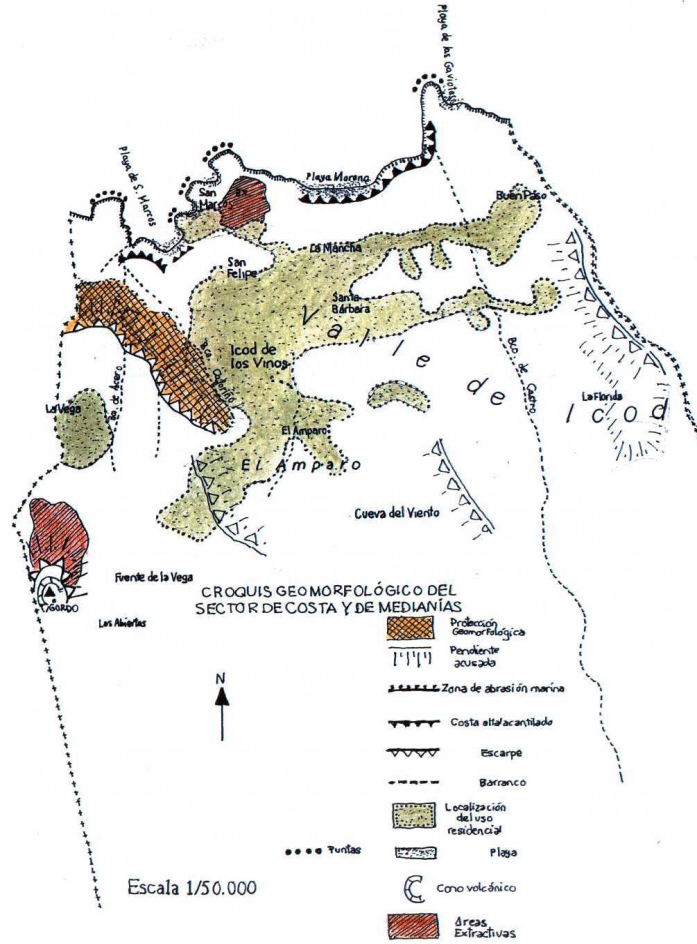 Playa de las Gaviotas
Playa de S. Marcos
Playa Moreno
San
Marcos
Buen Paso
La Mancha
San
Felipe
Santa
Bárbara
Valle de Icod
Icod de
los Vinos
Bco. de Castro
La Florida
La Vega
El Amparo
El Amparo
Cueva del Viento
Fuente de la Vega
GORDO
Los Abiertas
CROQUIS GEOMORFOLÓGICO DEL
SECTOR DE COSTA Y DE MEDIANÍAS
N
Protección
Geomorfológica
Pendiente
acusada
Zona de abrasión marina
Costa alta/acantilado
Escarpe
Barranco
Localización
del uso
residencial
Puntas
Playa
Cono volcánico
Escala 1/50.000
Áreas
Extractivas